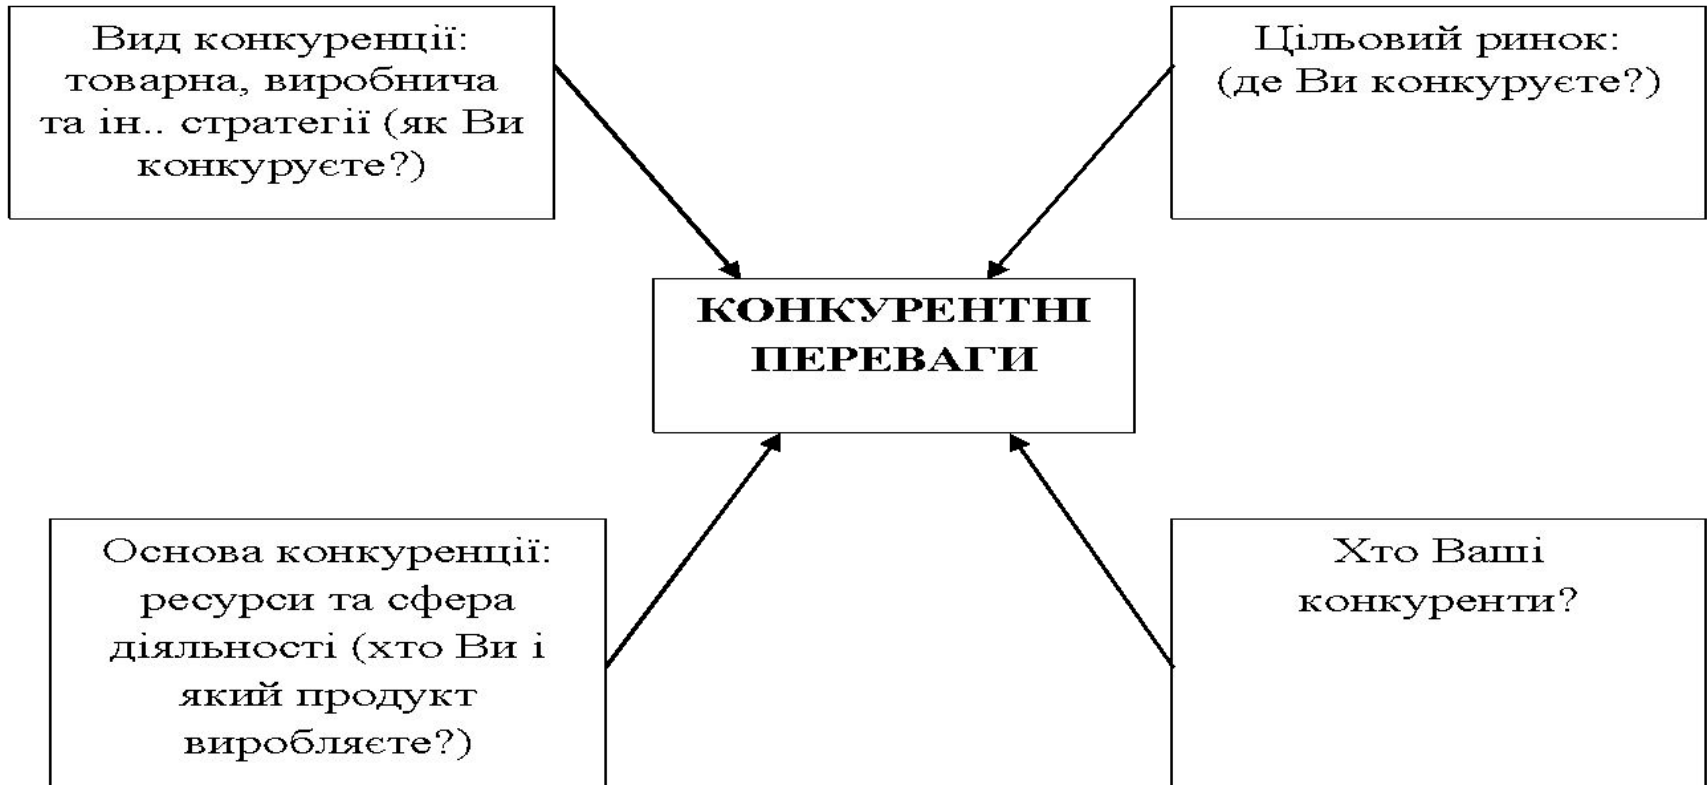 Вид конкуренції:
товарна, виробнича
та ін.. стратегії (як Ви
конкуруєте?)
Цільовий ринок:
(де Ви конкуруєте?)
КОНКУРЕНТНІ
ПЕРЕВАГИ
Основа конкуренції:
ресурси та сфера
діяльності (хто Ви і
який продукт
виробляєте?)
Хто Ваші
конкуренти?